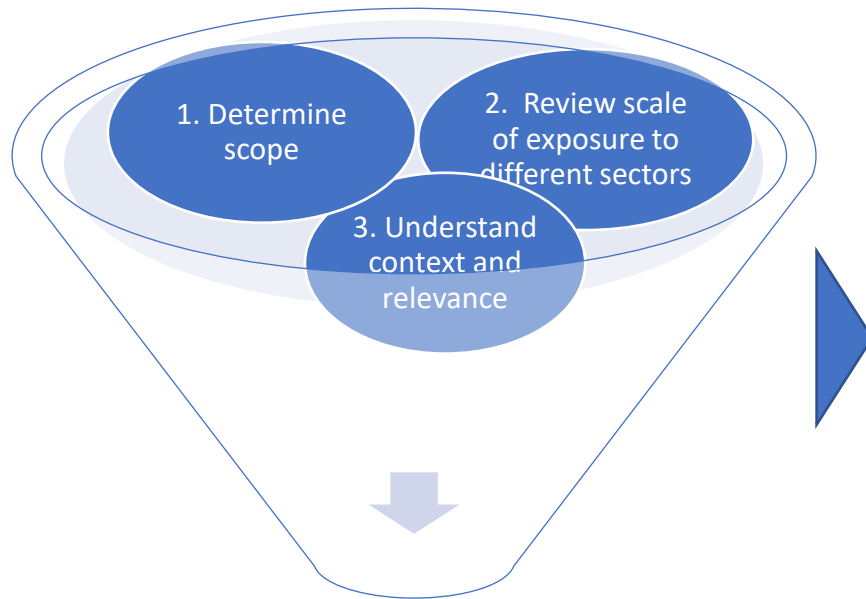 1. Determine
scope
2.  Review scale
of exposure to
different sectors
3. Understand
context and
relevance